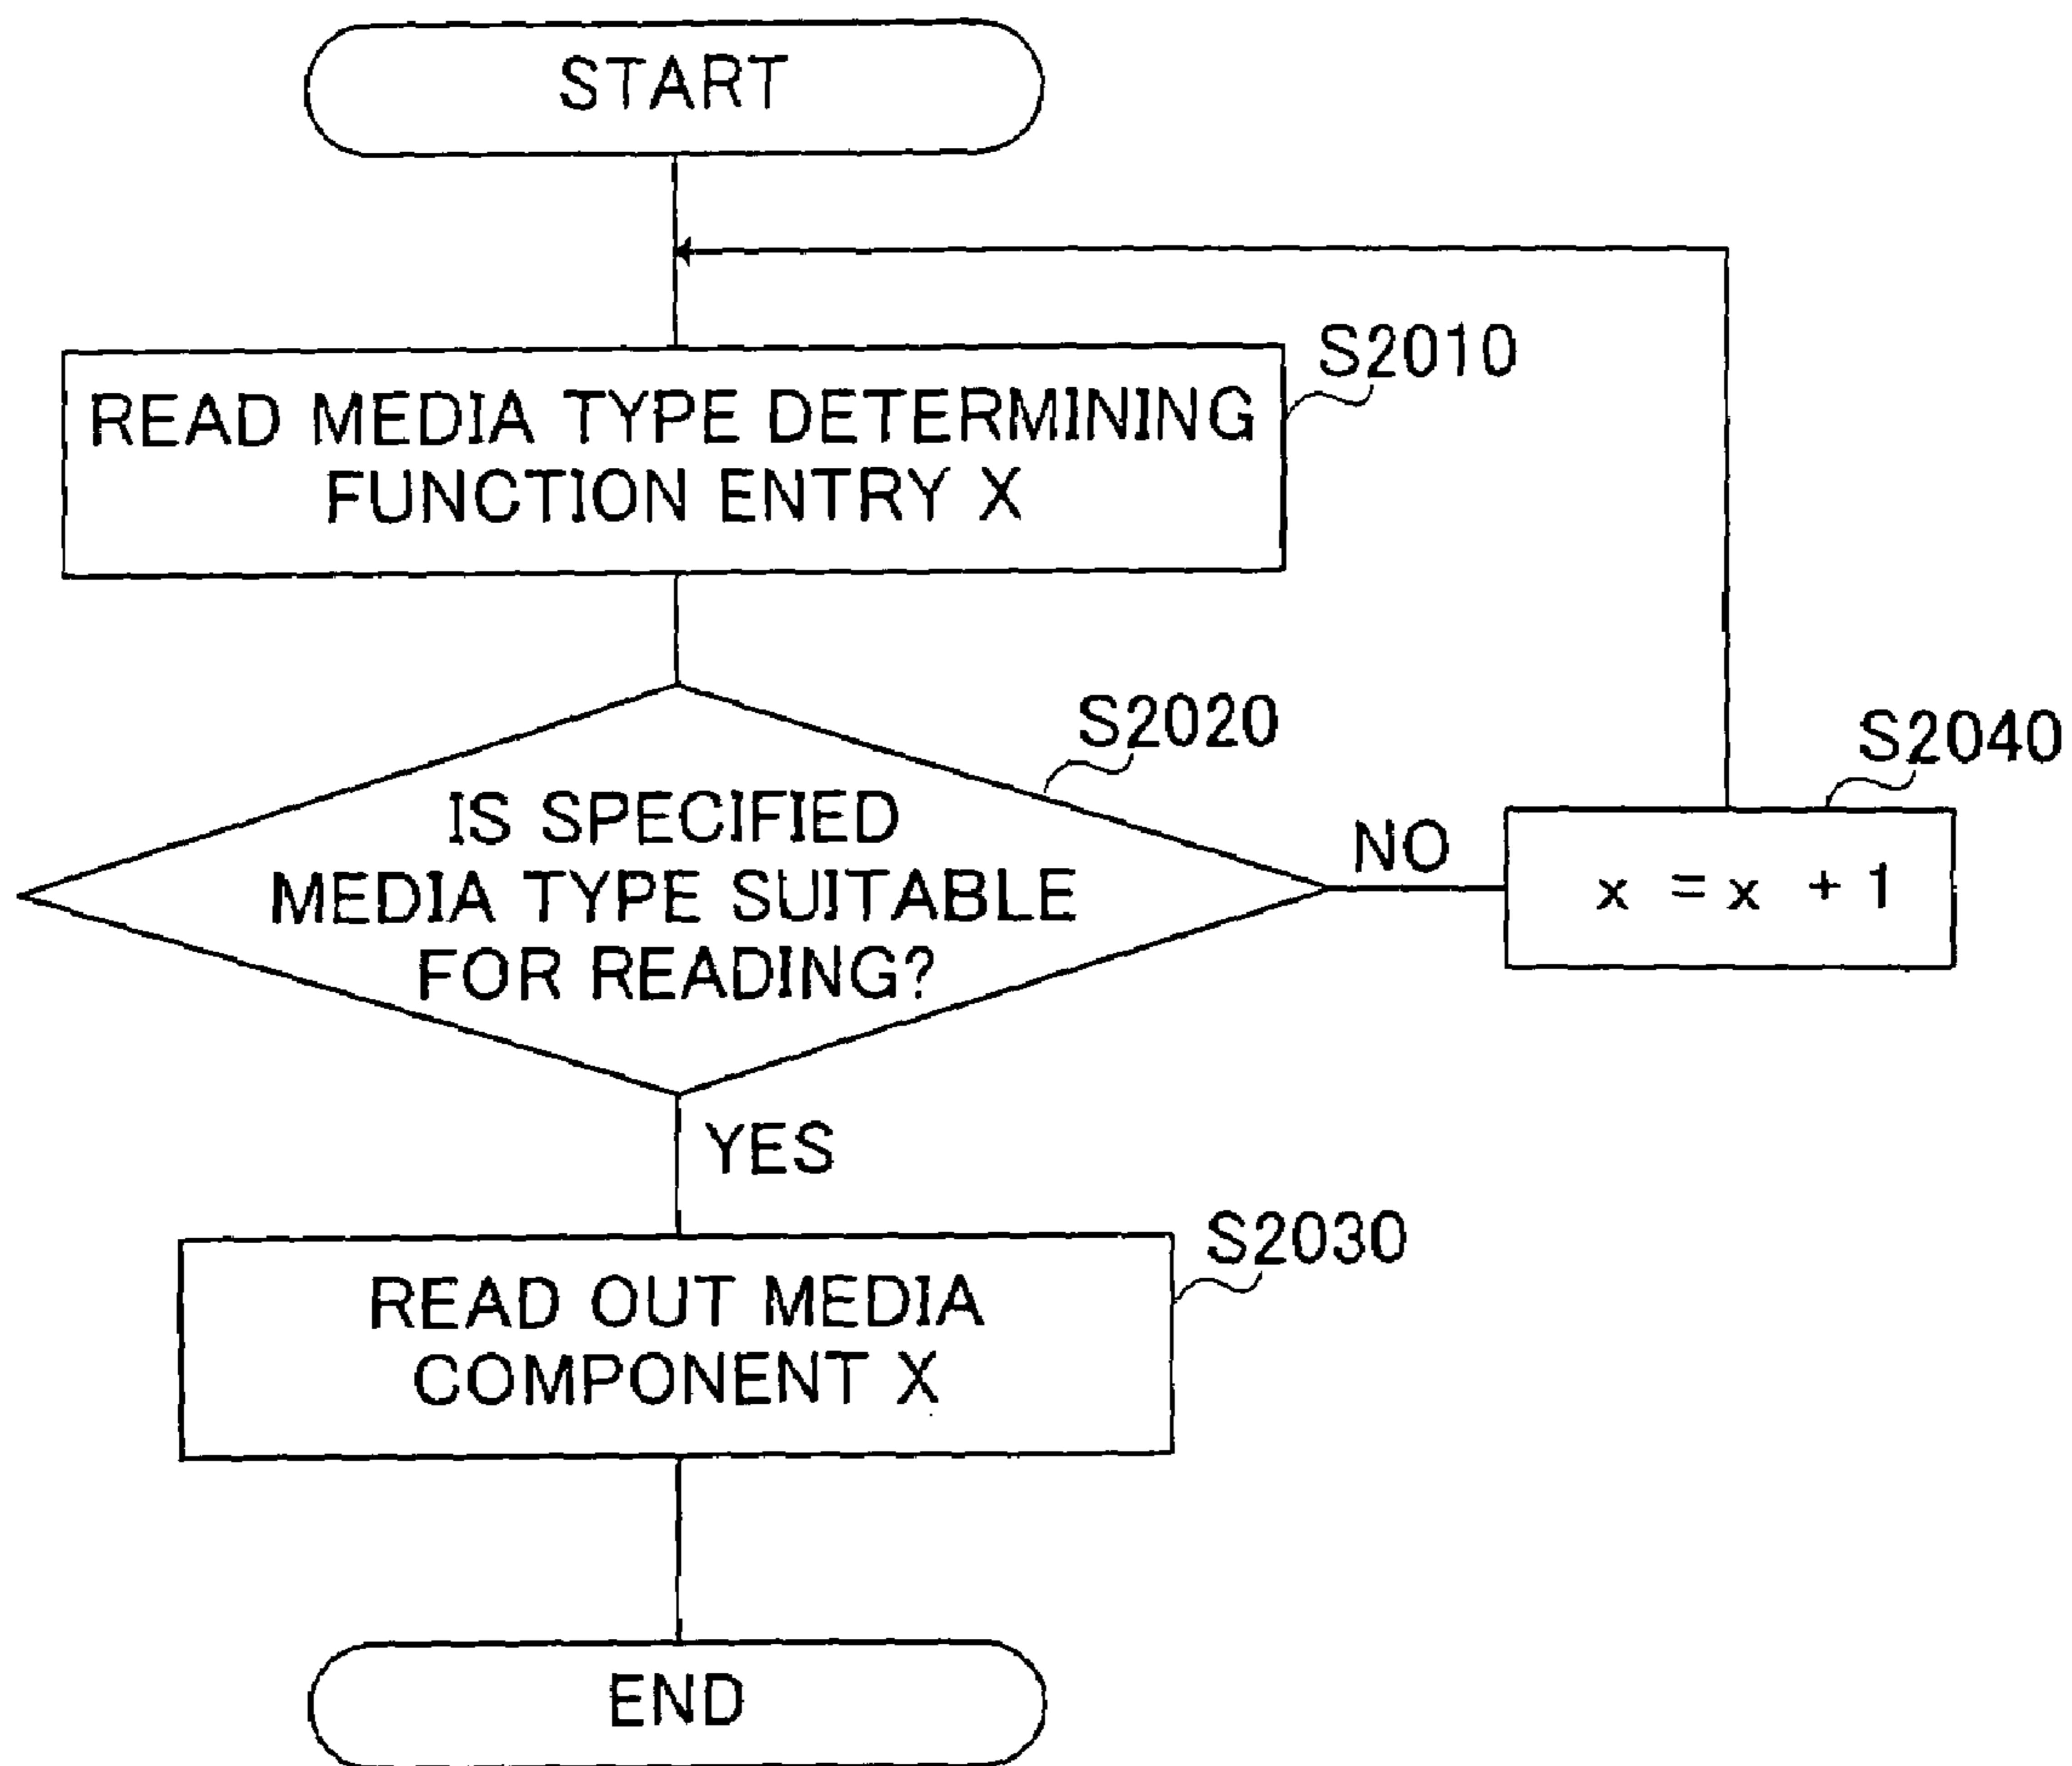 START
S2010
READ MEDIA TYPE DETERMINING
FUNCTION ENTRY X
S2020
S2040
IS SPECIFIED
MEDIA TYPE SUITABLE
FOR READING?
NO
x = x + 1
YES
S2030
READ OUT MEDIA
COMPONENT X
END